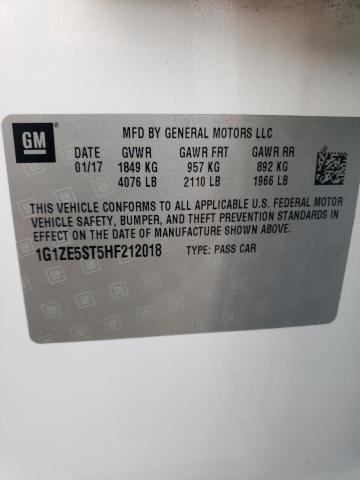 GM
MFD BY GENERAL MOTORS LLC
DATE GVWR GAWR FRT GAWR RR
01/17 1849 KG 957 KG 892 KG
4076 LB 2110 LB 1966 LB
THIS VEHICLE CONFORMS TO ALL APPLICABLE U.S. FEDERAL MOTOR
VEHICLE SAFETY, BUMPER, AND THEFT PREVENTION STANDARDS
IN EFFECT ON THE DATE OF MANUFACTURE SHOWN ABOVE.
1G1ZE5ST5HF212018 TYPE: PASS CAR